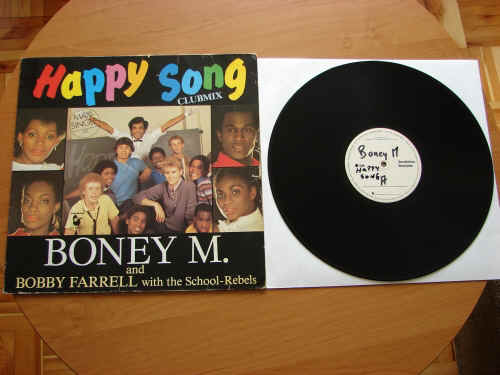 Happy Song
CLUBMIX
BONEY M.
and
BOBBY FARRELL with the School-Rebels
Boney M
HAPPY
SONG
A